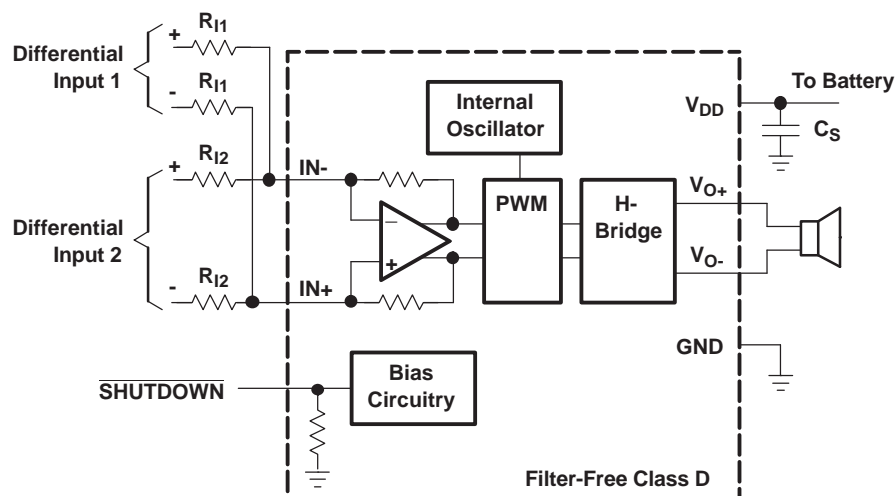 Differential
Input 1
+
R_I1
-
R_I1
Differential
Input 2
+
R_I2
-
R_I2
IN-
IN+
Internal
Oscillator
−
+
PWM
H-
Bridge
V_DD
To Battery
C_S
V_O+
V_O-
GND
SHUTDOWN
Bias
Circuitry
Filter-Free Class D